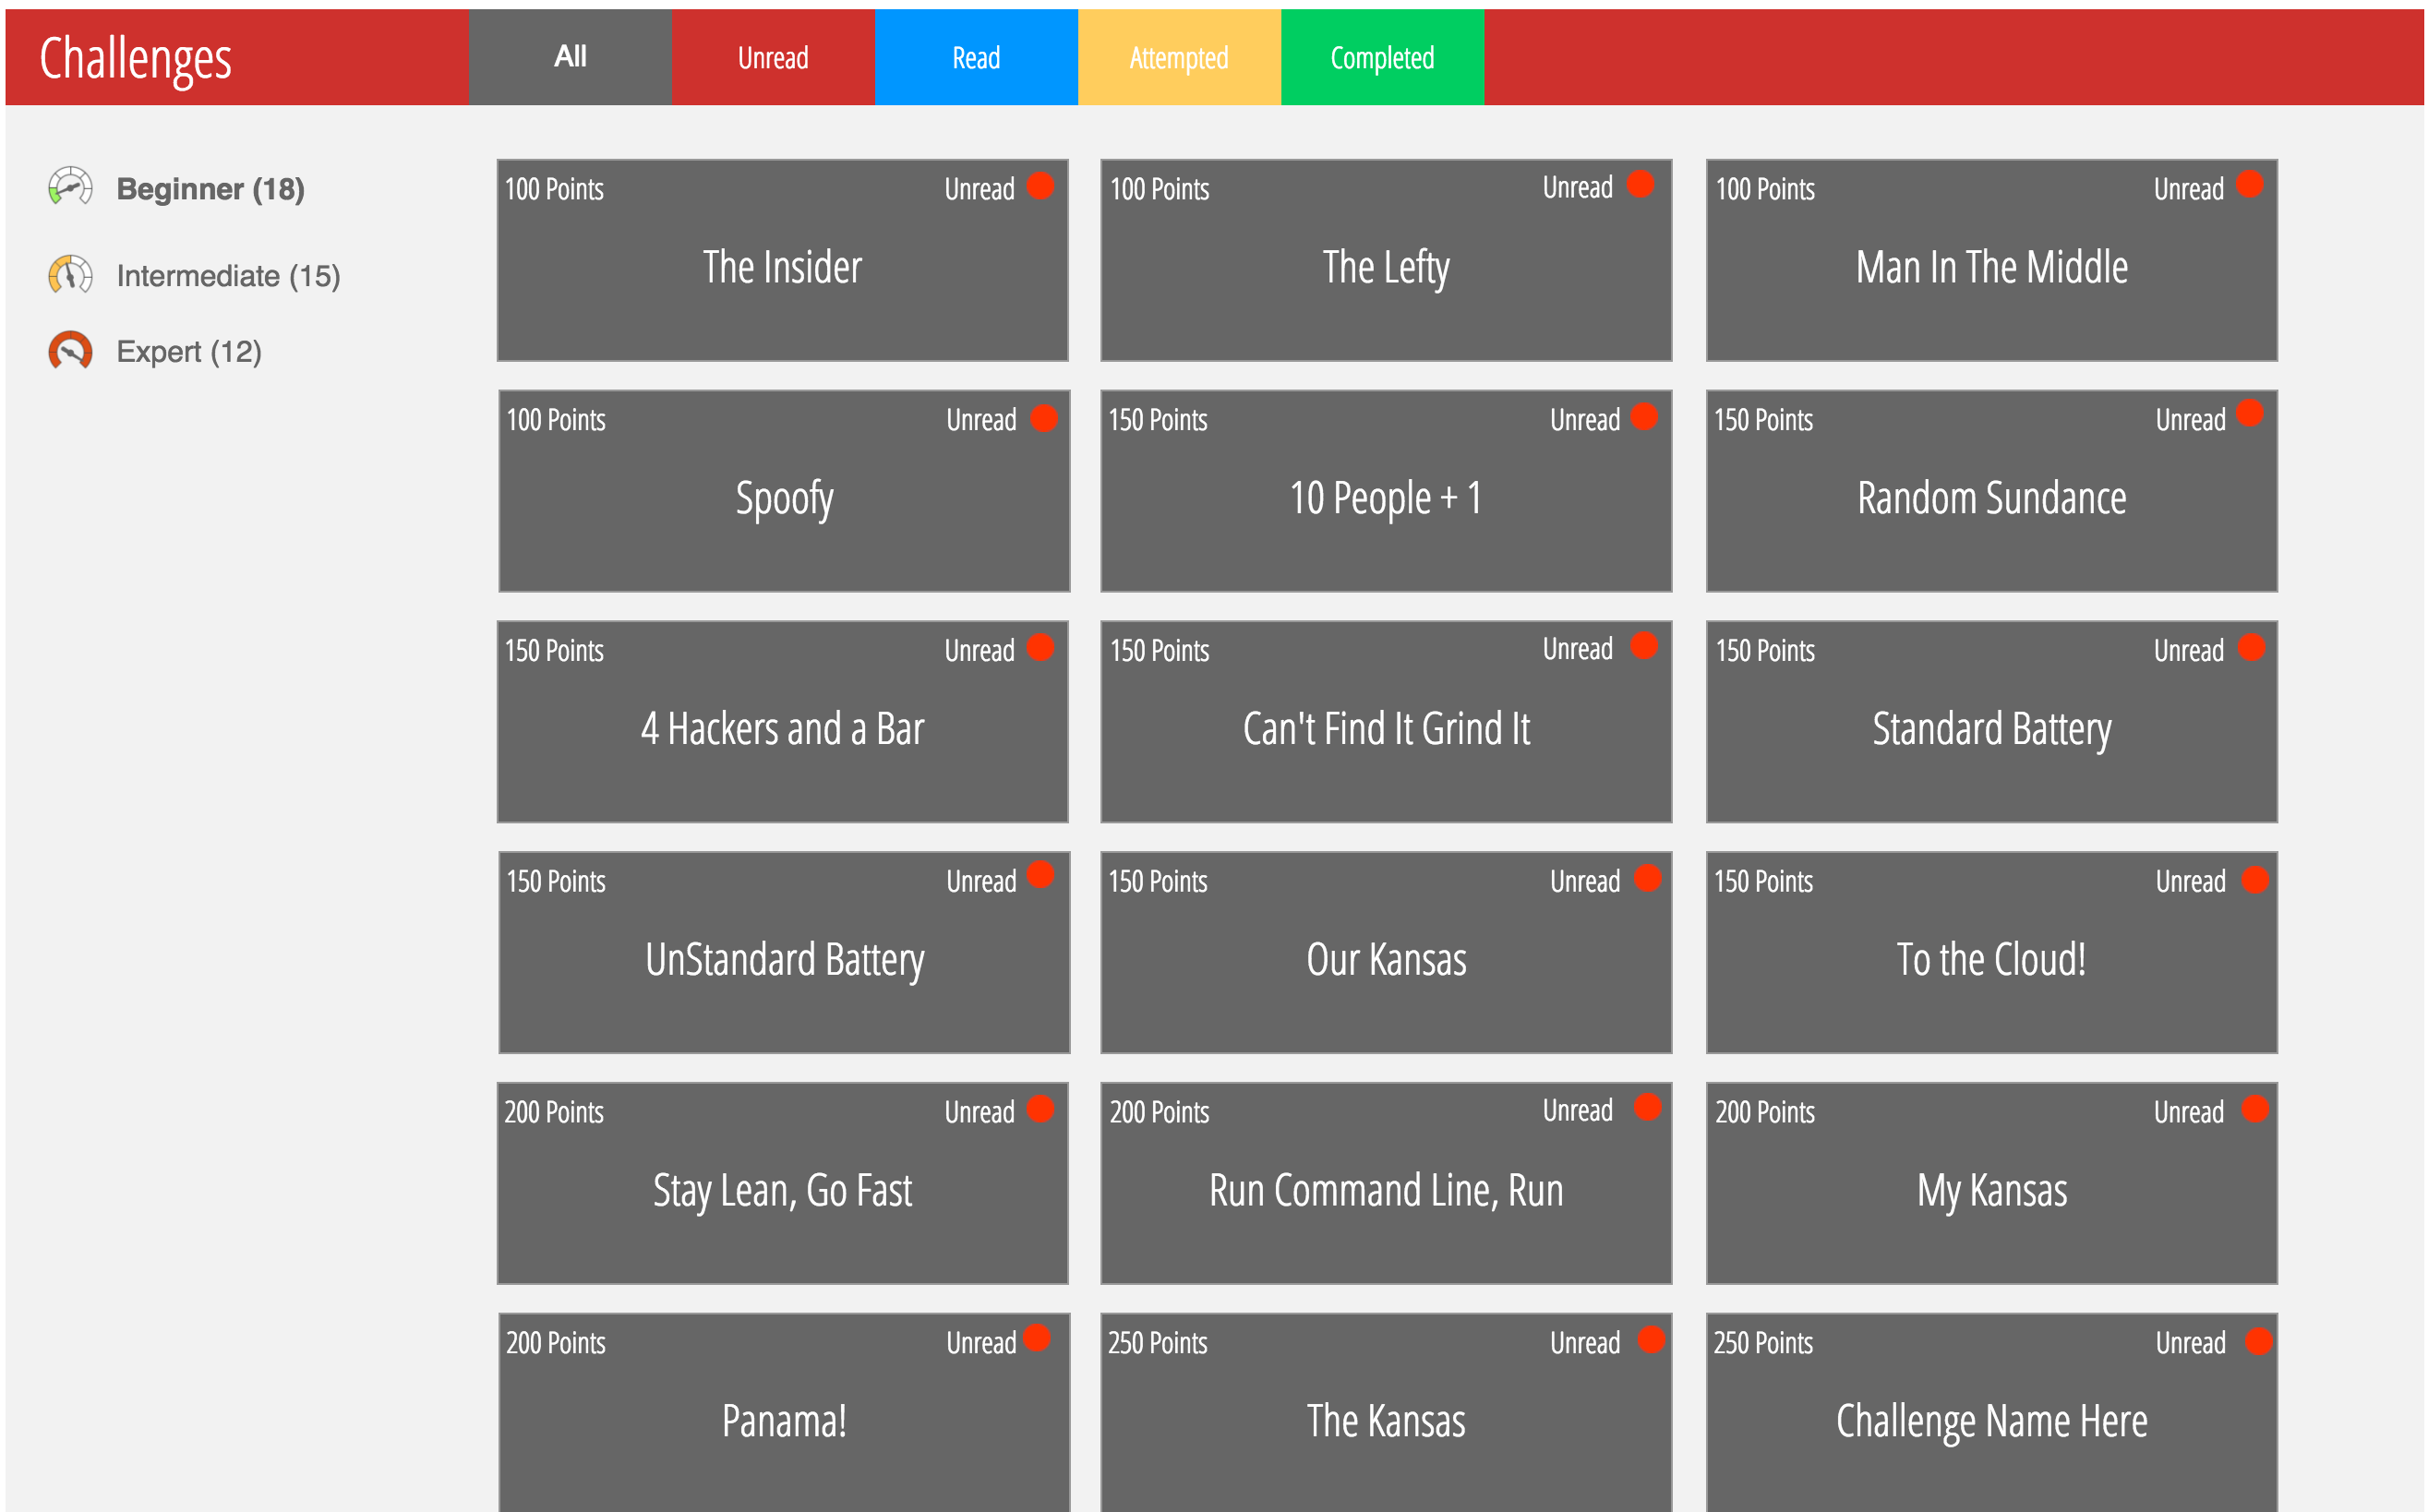 Challenges
All
Unread
Read
Attempted
Completed
Beginner (18)
Intermediate (15)
Expert (12)
100 Points
Unread
The Insider
100 Points
Unread
The Lefty
100 Points
Unread
Man In The Middle
100 Points
Unread
Spoofy
150 Points
Unread
10 People + 1
150 Points
Unread
Random Sundance
150 Points
Unread
4 Hackers and a Bar
150 Points
Unread
Can't Find It Grind It
150 Points
Unread
Standard Battery
150 Points
Unread
UnStandard Battery
150 Points
Unread
Our Kansas
150 Points
Unread
To the Cloud!
200 Points
Unread
Stay Lean, Go Fast
200 Points
Unread
Run Command Line, Run
200 Points
Unread
My Kansas
200 Points
Unread
Panama!
250 Points
Unread
The Kansas
250 Points
Unread
Challenge Name Here